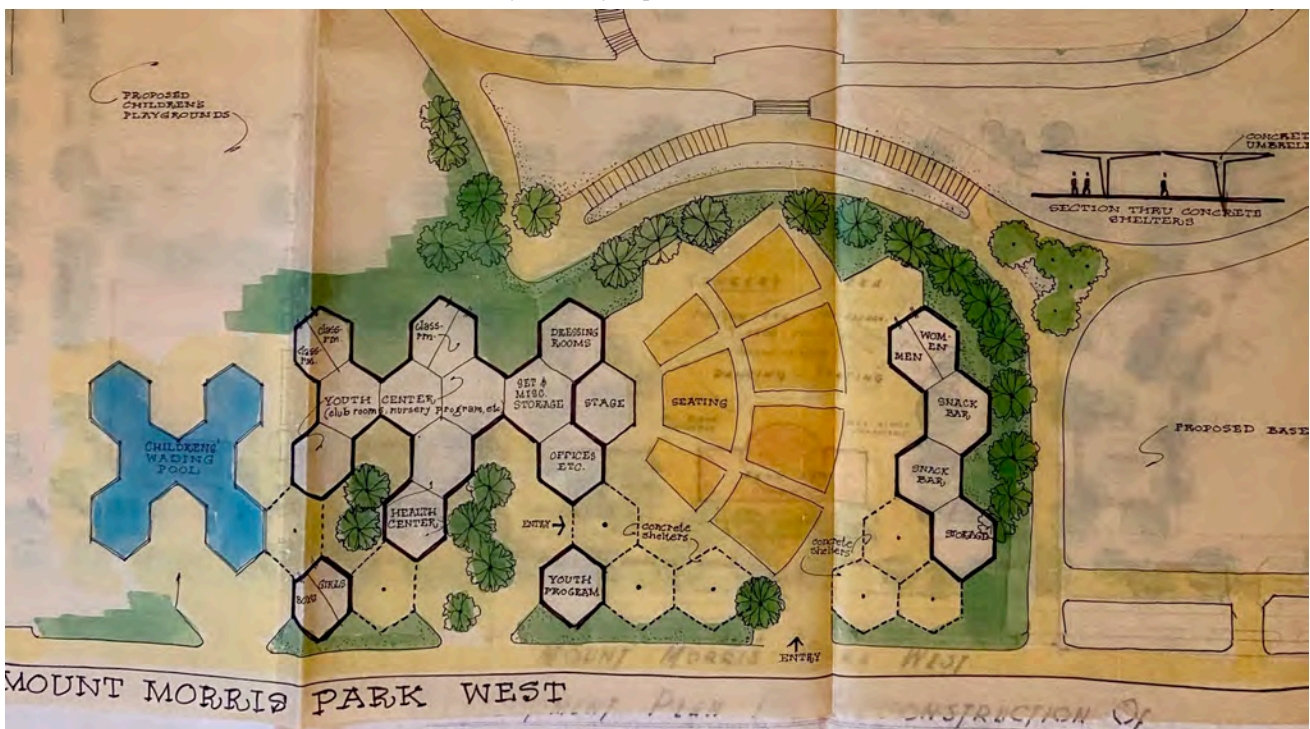 PROPOSED
CHILDREN'S
PLAYGROUNDS
CONCRETE
UMBREL
SECTION THRU CONCRETE
SHELTERS
class-
rm.
class-
rm.
class-
rm.
DRESSING
ROOMS
WOM-
EN
MEN
YOUTH CENTER
(club rooms, nursery program, etc
SET &
MISC.
STORAGE
STAGE
SEATING
SNACK
BAR
CHILDREN'S
WADING
POOL
OFFICES
ETC.
SNACK
BAR
PROPOSED BASE
HEALTH
CENTER
ENTRY
concrete
shelters
concrete
shelters
STORAGE
BOYS
GIRLS
YOUTH
PROGRAM
ENTRY
MOUNT MORRIS PARK WEST
MOUNT MORRIS WEST
PLAN
CONSTRUCTION Of